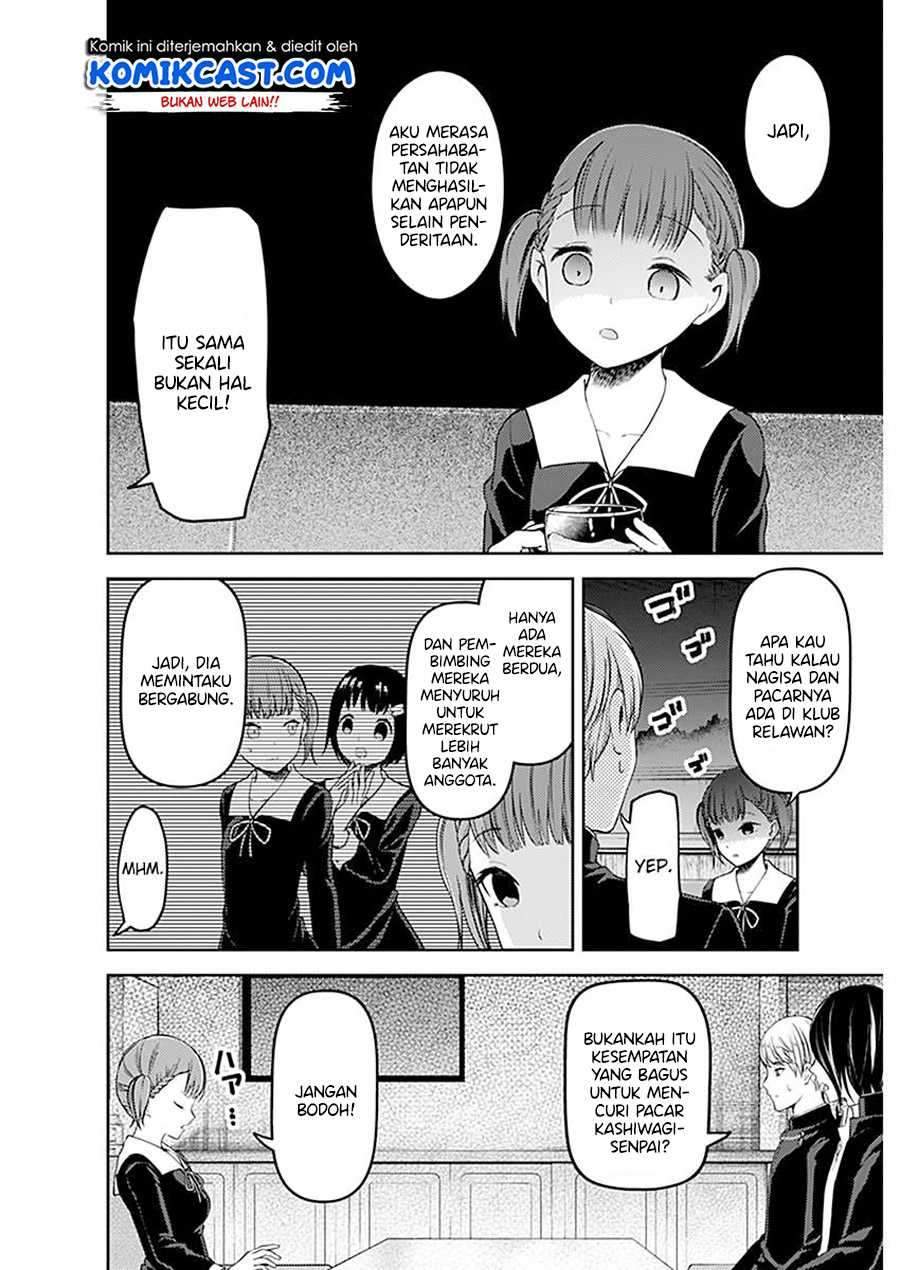 Komik ini diterjemahkan & diedit oleh
KOMIKCAST.COM
BUKAN WEB LAIN!!
JADI,
AKU MERASA
PERSAHABA-
TAN TIDAK
MENGHASIL-
KAN APAPUN
SELAIN PEN-
DERITAAN.
ITU SAMA
SEKALI
BUKAN HAL
KECIL!
APA KAU
TAHU KALAU
NAGISA DAN
PACARNYA
ADA DI KLUB
RELAWAN?
ゴ
ゴ
ゴ
YEP.
HANYA
ADA
MEREKA
BERDUA,
DAN PEM-
BIMBING
MEREKA
MENYURUH
UNTUK
MEREKRUT
LEBIH
BANYAK
ANGGOTA.
JADI, DIA
MEMINTAKU
BERGABUNG.
MHM.
BUKANKAH ITU
KESEMPATAN
YANG BAGUS
UNTUK MEN-
CURI PACAR
KASHIWAGI-
SENPAI?
JANGAN
BODOH!
ハァ…